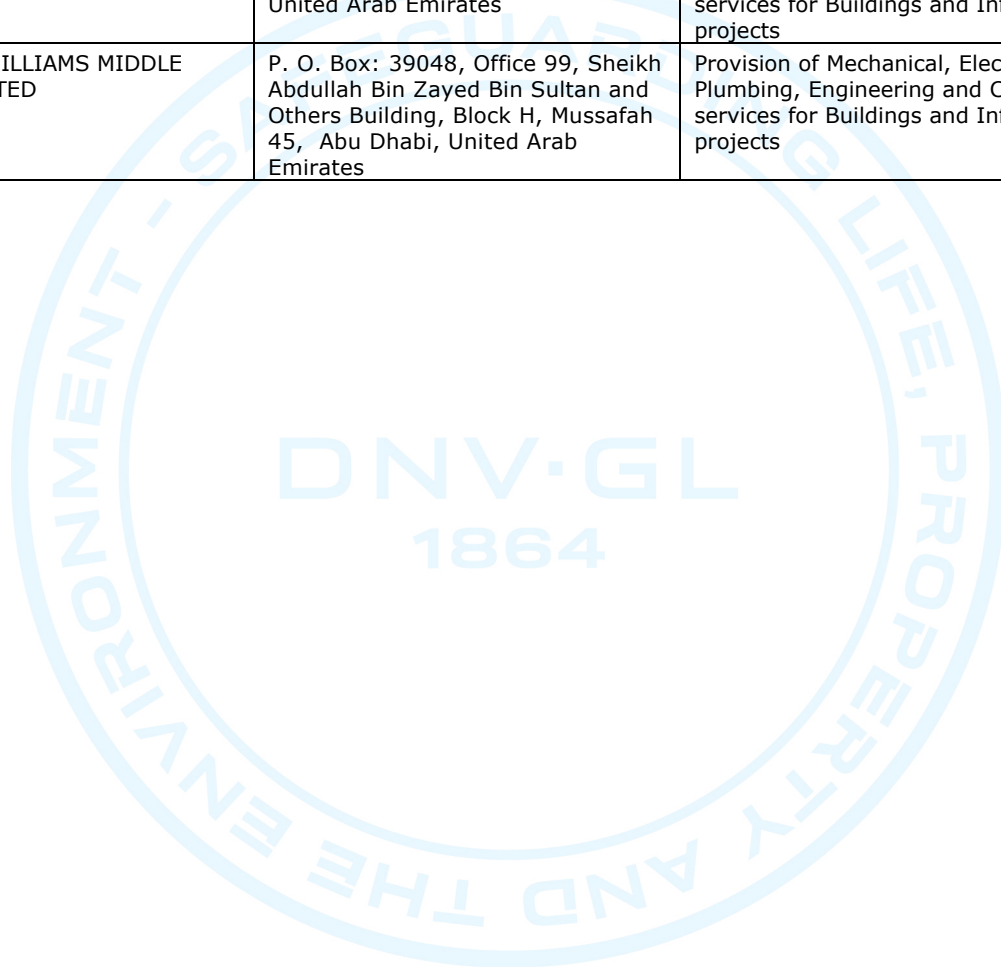 United Arab Emirates
services for Buildings and Inf
projects
ILLIAMS MIDDLE
TED
P. O. Box: 39048, Office 99, Sheikh
Abdullah Bin Zayed Bin Sultan and
Others Building, Block H, Mussafah
45, Abu Dhabi, United Arab
Emirates
Provision of Mechanical, Elec
Plumbing, Engineering and C
services for Buildings and Inf
projects
SAFEGUARDING LIFE, PROPERTY AND THE ENVIRONMENT -
DNV·GL
1864